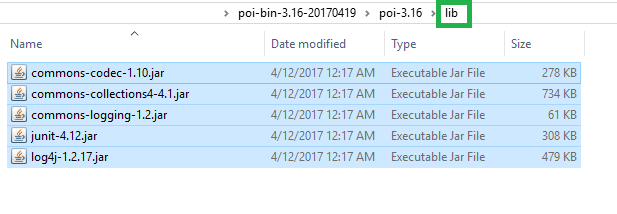 > poi-bin-3.16-20170419 > poi-3.16 > lib
Name Date modified Type Size
commons-codec-1.10.jar 4/12/2017 12:17 AM Executable Jar File 278 KB
commons-collections4-4.1.jar 4/12/2017 12:17 AM Executable Jar File 734 KB
commons-logging-1.2.jar 4/12/2017 12:17 AM Executable Jar File 61 KB
junit-4.12.jar 4/12/2017 12:17 AM Executable Jar File 308 KB
log4j-1.2.17.jar 4/12/2017 12:17 AM Executable Jar File 479 KB